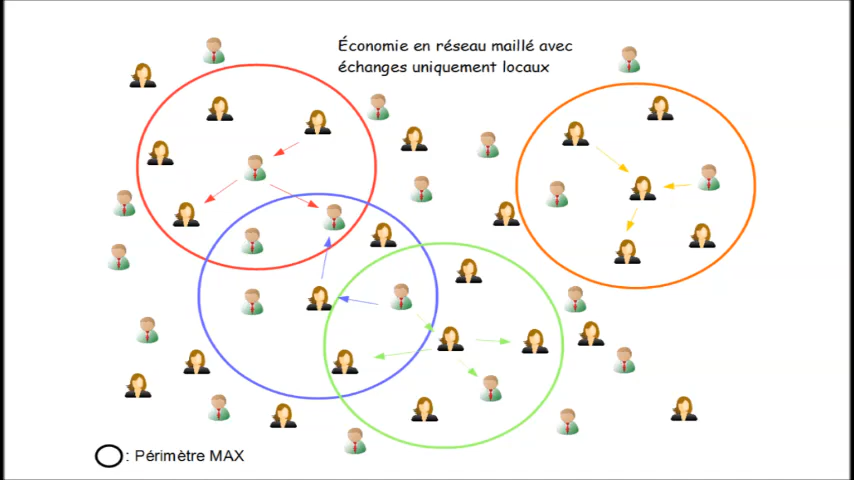 Économie en réseau maillé avec
échanges uniquement locaux
: Périmètre MAX